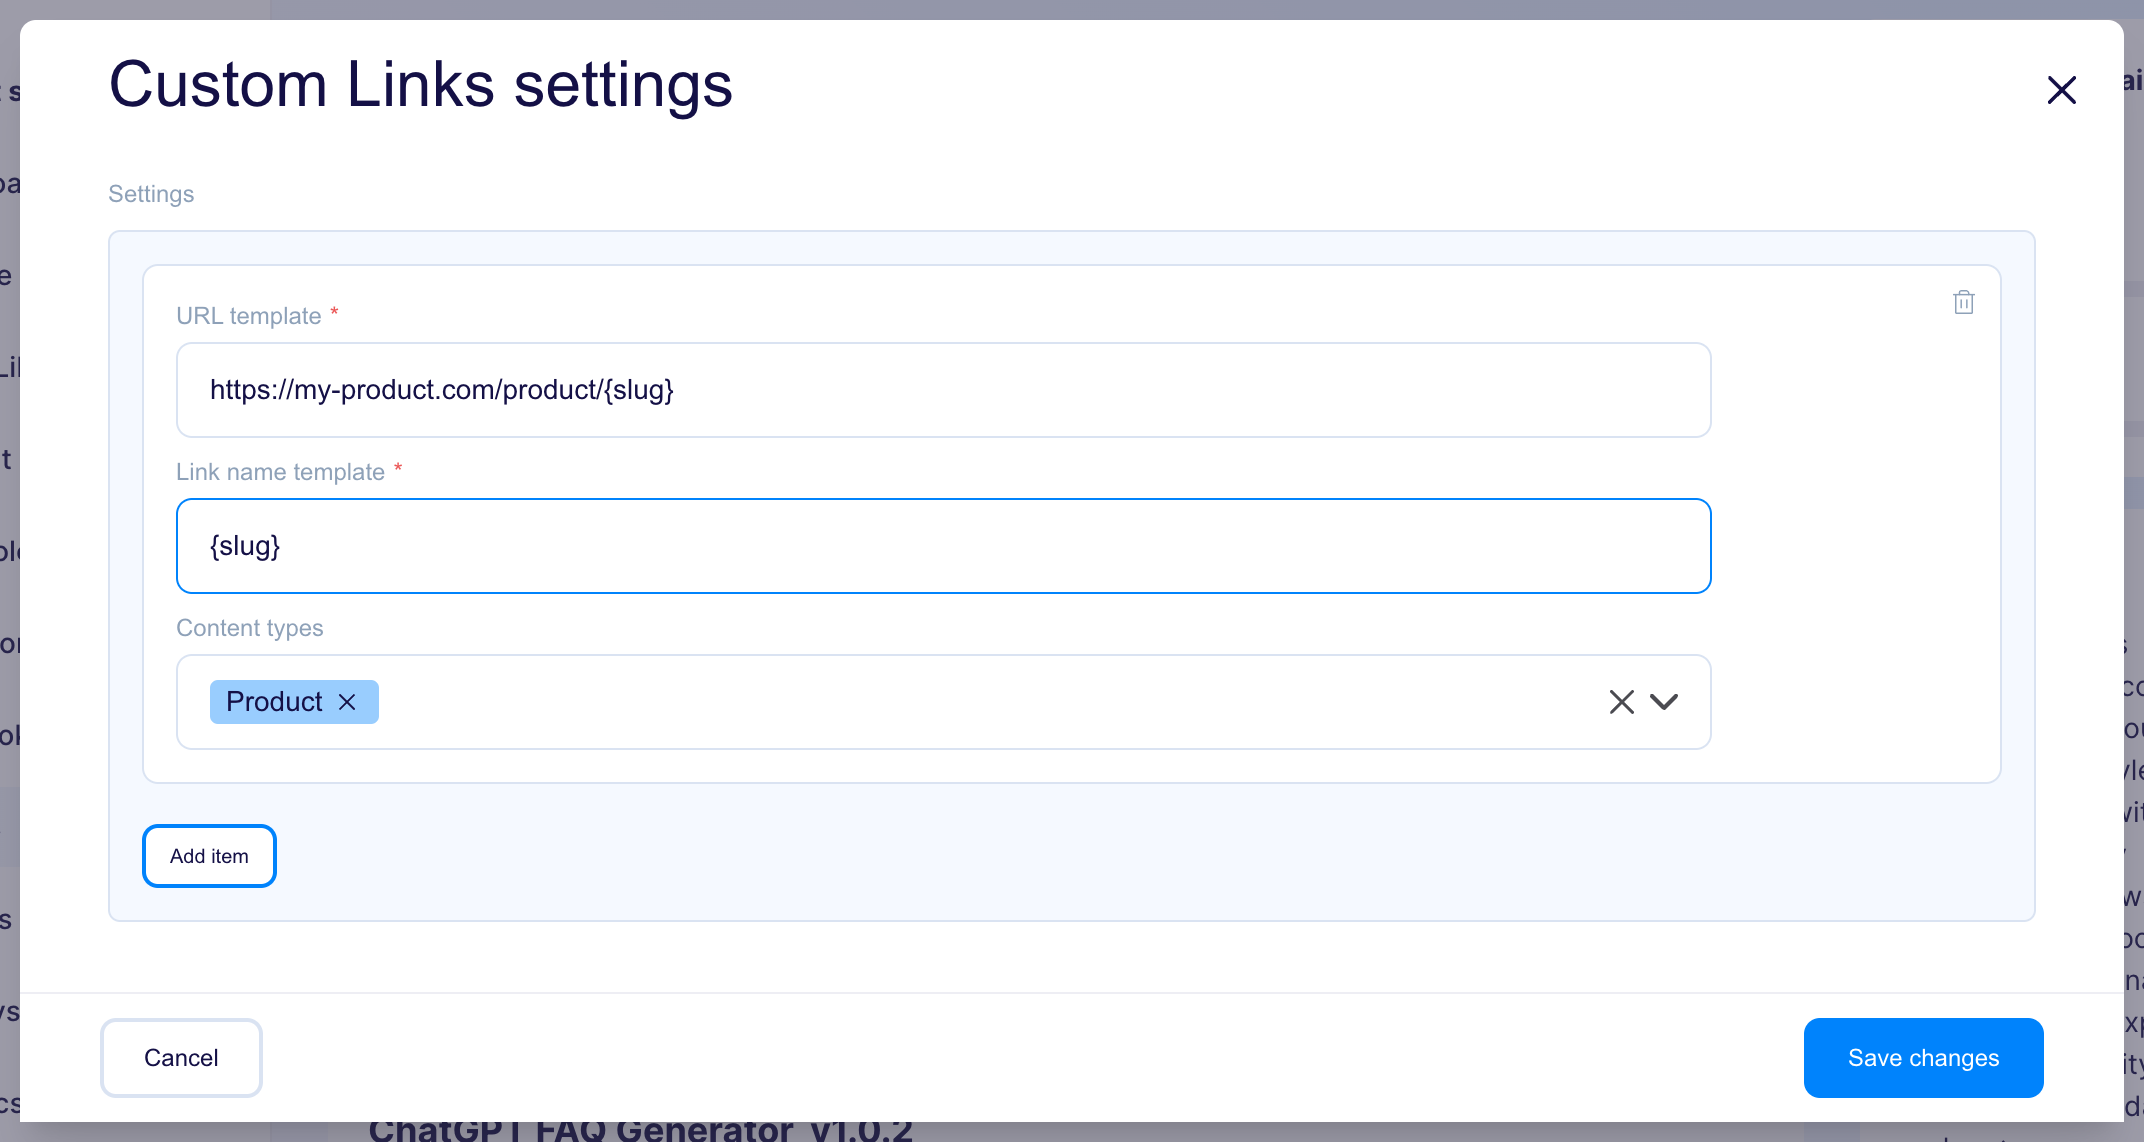 Custom Links settings
Settings
URL template *
https://my-product.com/product/{slug}
Link name template *
{slug}
Content types
Product
Add item
Cancel
Save changes
ChatGPT FAQ Generator v1.0.2